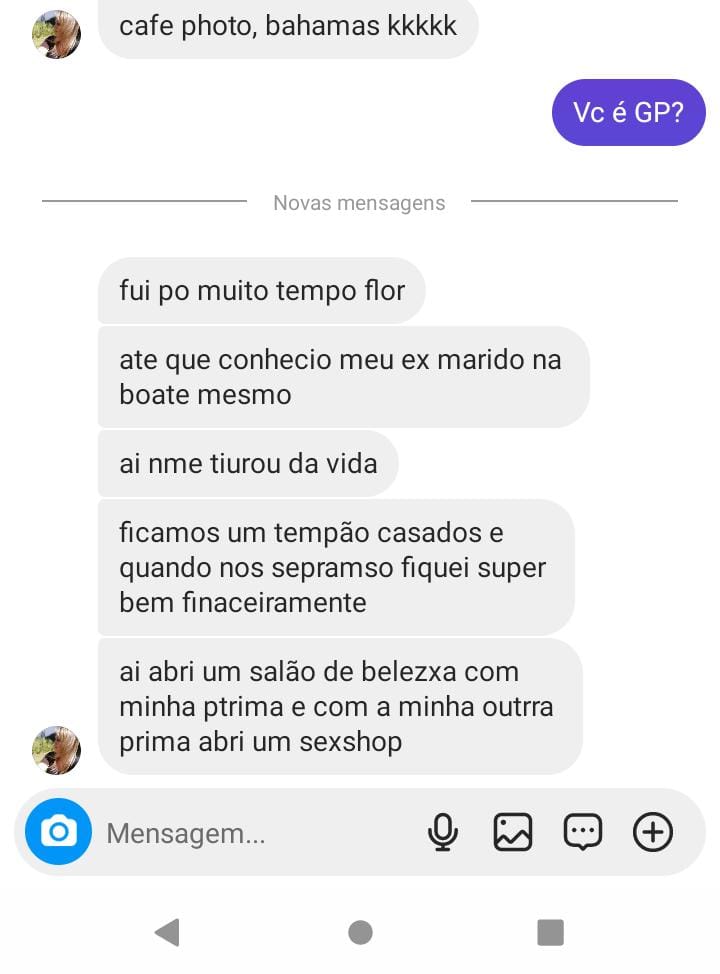 cafe photo, bahamas kkkkk
Vc é GP?
Novas mensagens
fui po muito tempo flor
ate que conhecio meu ex marido na
boate mesmo
ai nme tiurou da vida
ficamos um tempão casados e
quando nos sepramso fiquei super
bem finaceiramente
ai abri um salão de belezxa com
minha ptrima e com a minha outrra
prima abri um sexshop
Mensagem...